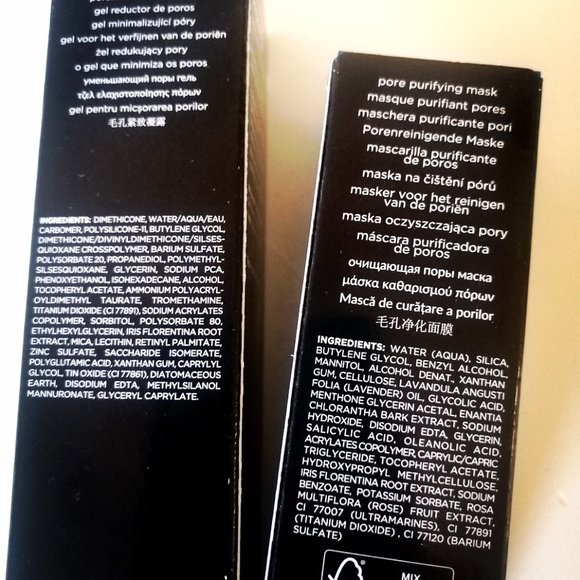 gel reductor de poros
gel minimalizující póry
gel voor het verfijnen van de poriën
żel redukujący pory
o gel que minimiza os poros
уменьшающий поры гель
τζελ ελαχιστοποίησης πόρων
gel pentru micșorarea porilor
毛孔紧致凝露
INGREDIENTS: DIMETHICONE, WATER/AQUA/EAU,
CARBOMER, POLYSILICONE-11, BUTYLENE GLYCOL,
DIMETHICONE/DIVINYLDIMETHICONE/SILSES-
QUIOXANE CROSSPOLYMER, BARIUM SULFATE,
POLYSORBATE 20, PROPANEDIOL, POLYMETHYL-
SILSESQUIOXANE, GLYCERIN, SODIUM PCA,
PHENOXYETHANOL, ISOHEXADECANE, ALCOHOL,
TOCOPHERYL ACETATE, AMMONIUM POLYACRYL-
OYLDIMETHYL TAURATE, TROMETHAMINE,
TITANIUM DIOXIDE (CI 77891), SODIUM ACRYLATES
COPOLYMER, SORBITOL, POLYSORBATE 80,
ETHYLHEXYLGLYCERIN, IRIS FLORENTINA ROOT
EXTRACT, MICA, LECITHIN, RETINYL PALMITATE,
ZINC SULFATE, SACCHARIDE ISOMERATE,
POLYGLUTAMIC ACID, XANTHAN GUM, CAPRYLYL
GLYCOL, TIN OXIDE (CI 77861), DIATOMACEOUS
EARTH, DISODIUM EDTA, METHYLSILANOL
MANNURONATE, GLYCERYL CAPRYLATE.
pore purifying mask
masque purifiant pores
maschera purificante pori
Porenreinigende Maske
mascarilla purificante
de poros
maska na čištění pórů
masker voor het reinigen
van de poriën
maska oczyszczająca pory
máscara purificadora
de poros
очищающая поры маска
μάσκα καθαρισμού πόρων
Mască de curățare a porilor
毛孔净化面膜
INGREDIENTS: WATER (AQUA), SILICA,
BUTYLENE GLYCOL, BENZYL ALCOHOL,
MANNITOL, ALCOHOL DENAT., XANTHAN
GUM, CELLULOSE, LAVANDULA ANGUSTI
FOLIA (LAVENDER) OIL, GLYCOLIC ACID,
MENTHONE GLYCERIN ACETAL, ENANTIA
CHLORANTHA BARK EXTRACT, SODIUM
HYDROXIDE, DISODIUM EDTA, GLYCERIN,
SALICYLIC ACID, OLEANOLIC ACID.
ACRYLATES COPOLYMER, CAPRYLIC/CAPRIC
TRIGLYCERIDE, TOCOPHERYL ACETATE,
HYDROXYPROPYL METHYLCELLULOSE,
IRIS FLORENTINA ROOT EXTRACT, SODIUM
BENZOATE, POTASSIUM SORBATE, ROSA
MULTIFLORA (ROSE) FRUIT EXTRACT,
CI 77007 (ULTRAMARINES), CI 77891
(TITANIUM DIOXIDE) , CI 77120 (BARIUM
SULFATE)
MIX